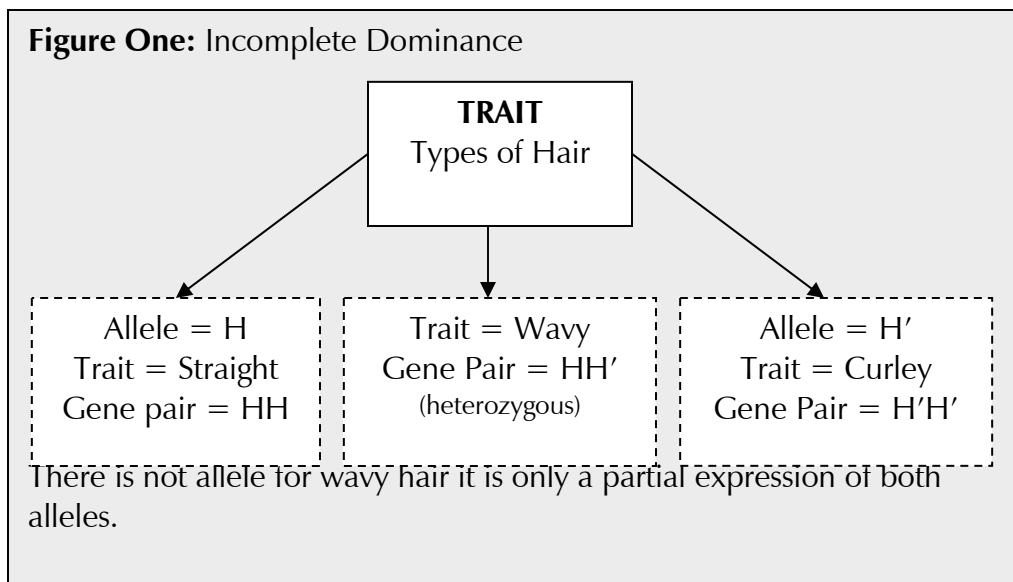 Figure One: Incomplete Dominance
TRAIT
Types of Hair
Allele = H
Trait = Straight
Gene pair = HH
Trait = Wavy
Gene Pair = HH’
(heterozygous)
Allele = H’
Trait = Curley
Gene Pair = H’H’
There is not allele for wavy hair it is only a partial expression of both
alleles.